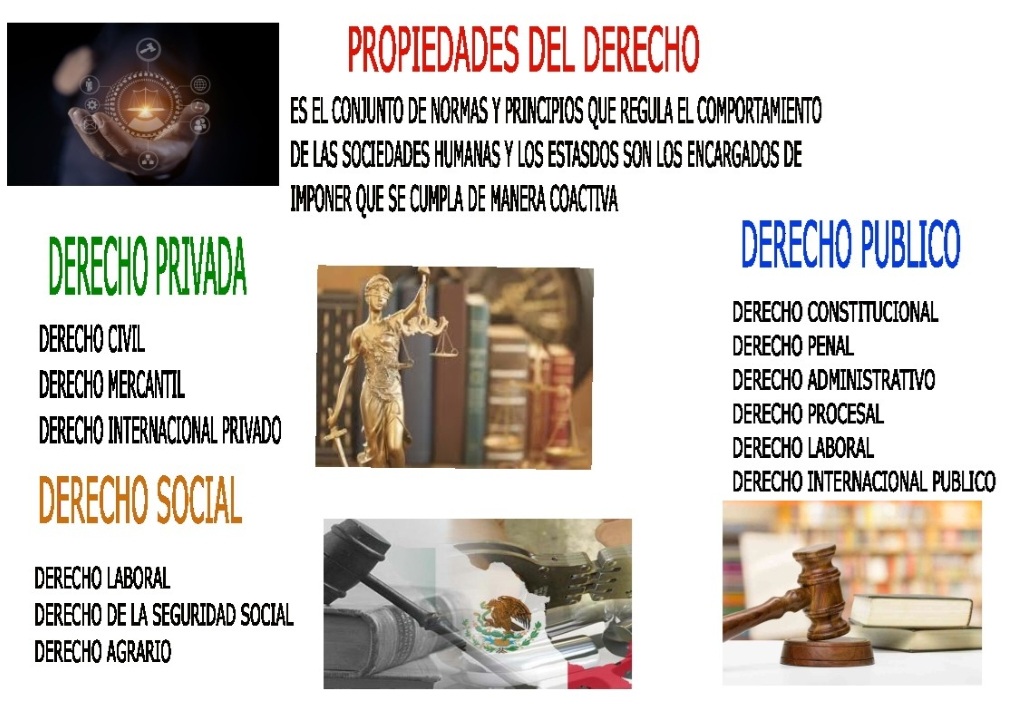 PROPIEDADES DEL DERECHO
ES EL CONJUNTO DE NORMAS Y PRINCIPIOS QUE REGULA EL COMPORTAMIENTO
DE LAS SOCIEDADES HUMANAS Y LOS ESTASDOS SON LOS ENCARGADOS DE
IMPONER QUE SE CUMPLA DE MANERA COACTIVA
DERECHO PRIVADA
DERECHO CIVIL
DERECHO MERCANTIL
DERECHO INTERNACIONAL PRIVADO
DERECHO SOCIAL
DERECHO LABORAL
DERECHO DE LA SEGURIDAD SOCIAL
DERECHO AGRARIO
DERECHO PUBLICO
DERECHO CONSTITUCIONAL
DERECHO PENAL
DERECHO ADMINISTRATIVO
DERECHO PROCESAL
DERECHO LABORAL
DERECHO INTERNACIONAL PUBLICO